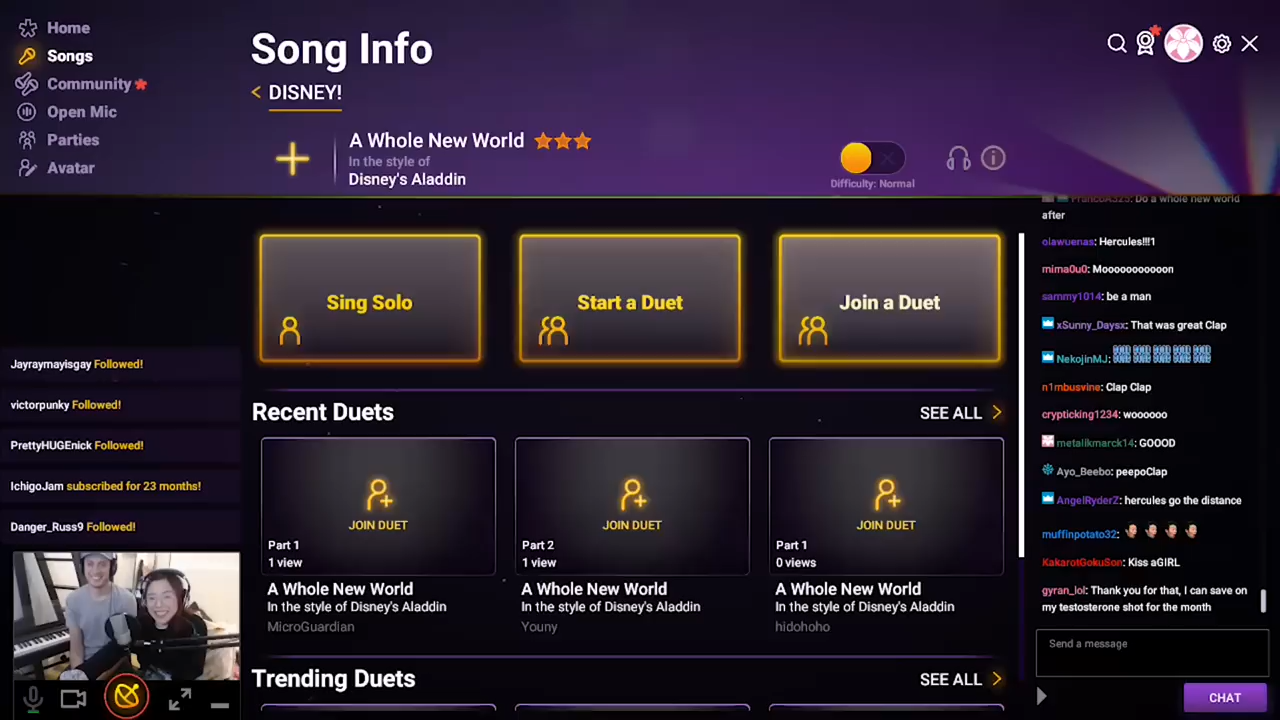 Home
Songs
Community
Open Mic
Parties
Avatar
Song Info
< DISNEY!
A Whole New World
In the style of
Disney's Aladdin
Difficulty: Normal
Sing Solo
Start a Duet
Join a Duet
Recent Duets
SEE ALL >
JOIN DUET
Part 1
1 view
A Whole New World
In the style of Disney's Aladdin
MicroGuardian
JOIN DUET
Part 2
1 view
A Whole New World
In the style of Disney's Aladdin
Youny
JOIN DUET
Part 1
0 views
A Whole New World
In the style of Disney's Aladdin
hidohoho
Trending Duets
SEE ALL >
Jayraymayisgay Followed!
victorpunky Followed!
PrettyHUGEnick Followed!
IchigoJam subscribed for 23 months!
Danger_Russ9 Followed!
Do a whole new world
after
olawuenas: Hercules!!!1
mima0u0: Mooooooooooon
sammy1014: be a man
xSunny_Daysx: That was great Clap
NekojinMJ:
n1mbusvine: Clap Clap
crypticking1234: woooooo
metalikmarck14: GOOOD
Ayo_Beebo: peepoClap
AngelRyderZ: hercules go the distance
muffinpotato32:
KakarotGokuSon: Kiss aGIRL
gyran_lol: Thank you for that, I can save on
my testosterone shot for the month
Send a message
CHAT